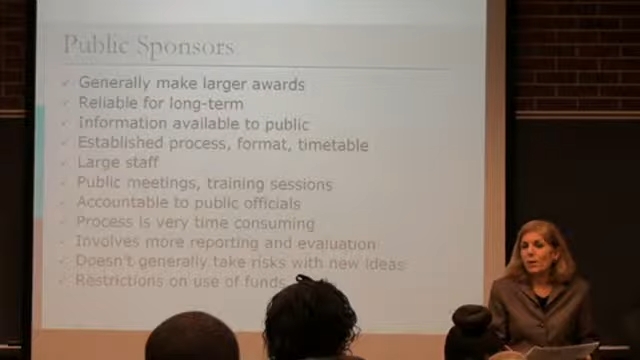 Public Sponsors
Generally make larger awards
Reliable for long-term
Information available to public
Established process, format, timetable
Large staff
Public meetings, training sessions
Accountable to public officials
Process is very time consuming
Involves more reporting and evaluation
Doesn't generally take risks with new ideas
Restrictions on use of funds